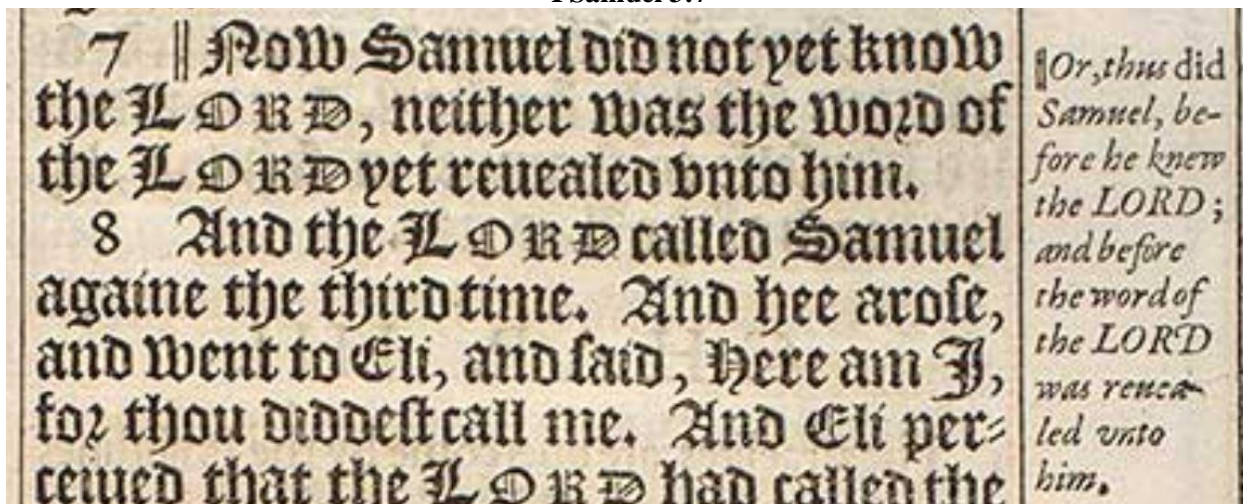 1 Samuel 3:7
7 ‖ Now Samuel did not yet know
the LORD, neither was the word of
the LORD yet reuealed vnto him.
8 And the LORD called Samuel
againe the third time. And hee aroſe,
and went to Eli, and ſaid, Here am I,
for thou diddeſt call me. And Eli per-
ceiued that the LORD had called the
‖Or, thus did
Samuel, be-
fore he knew
the LORD;
and before
the word of
the LORD
was reuea-
led vnto
him.